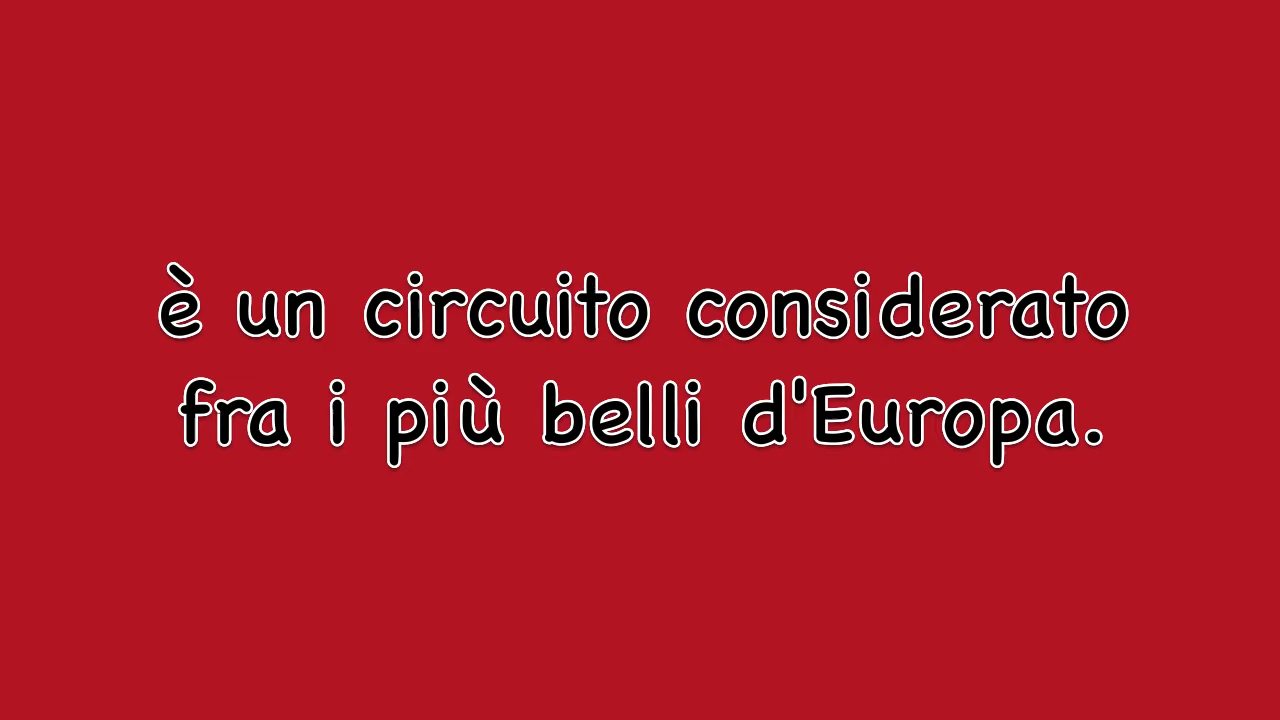 è un circuito considerato
fra i più belli d'Europa.